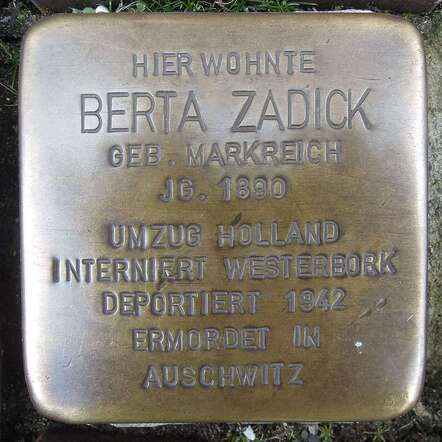 HIER WOHNTE
BERTA ZADICK
GEB. MARKREICH
JG. 1890
UMZUG HOLLAND
INTERNIERT WESTERBORK
DEPORTIERT 1942
ERMORDET IN
AUSCHWITZ